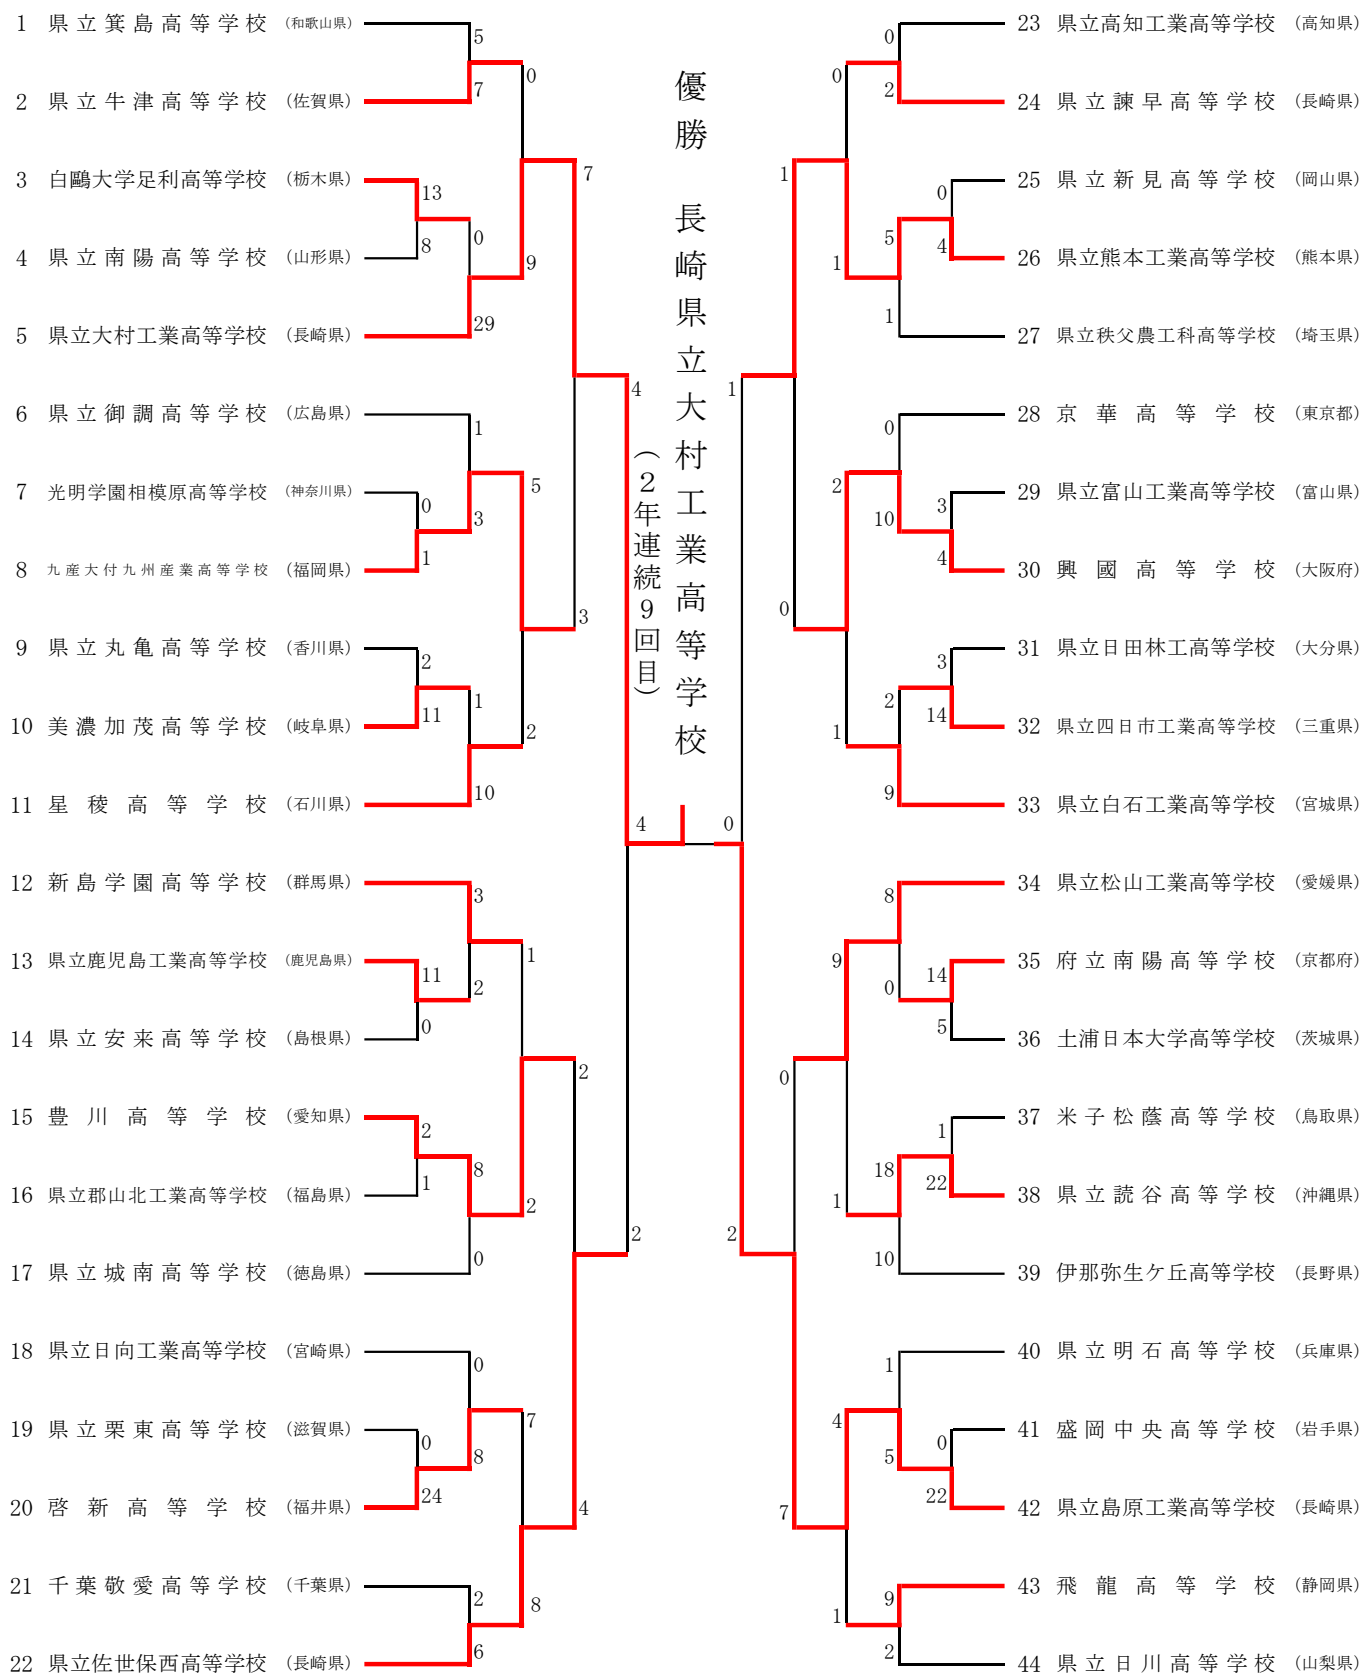 1 県立箕島高等学校 (和歌山県)
5
7
2 県立牛津高等学校 (佐賀県)
0
3 白鷗大学足利高等学校 (栃木県)
13
8
4 県立南陽高等学校 (山形県)
0
29
5 県立大村工業高等学校 (長崎県)
9
7
6 県立御調高等学校 (広島県)
1
3
7 光明学園相模原高等学校 (神奈川県)
0
1
8 九産大付九州産業高等学校 (福岡県)
5
3
9 県立丸亀高等学校 (香川県)
2
11
10 美濃加茂高等学校 (岐阜県)
1
10
2
11 星稜高等学校 (石川県)
4
4
12 新島学園高等学校 (群馬県)
3
2
13 県立鹿児島工業高等学校 (鹿児島県)
11
0
14 県立安来高等学校 (島根県)
1
2
15 豊川高等学校 (愛知県)
2
1
16 県立郡山北工業高等学校 (福島県)
8
0
2
17 県立城南高等学校 (徳島県)
2
18 県立日向工業高等学校 (宮崎県)
0
8
19 県立栗東高等学校 (滋賀県)
0
24
20 啓新高等学校 (福井県)
7
4
21 千葉敬愛高等学校 (千葉県)
2
6
8
22 県立佐世保西高等学校 (長崎県)
優勝 長崎県立大村工業高等学校
(2年連続9回目)
23 県立高知工業高等学校 (高知県)
0
2
24 県立諫早高等学校 (長崎県)
0
1
25 県立新見高等学校 (岡山県)
0
4
26 県立熊本工業高等学校 (熊本県)
5
1
1
27 県立秩父農工科高等学校 (埼玉県)
1
28 京華高等学校 (東京都)
0
10
29 県立富山工業高等学校 (富山県)
3
4
30 興國高等学校 (大阪府)
2
0
31 県立日田林工高等学校 (大分県)
3
14
32 県立四日市工業高等学校 (三重県)
2
9
1
33 県立白石工業高等学校 (宮城県)
0
34 県立松山工業高等学校 (愛媛県)
8
0
35 府立南陽高等学校 (京都府)
14
5
36 土浦日本大学高等学校 (茨城県)
9
0
37 米子松蔭高等学校 (鳥取県)
1
22
38 県立読谷高等学校 (沖縄県)
18
10
1
39 伊那弥生ケ丘高等学校 (長野県)
2
40 県立明石高等学校 (兵庫県)
1
5
41 盛岡中央高等学校 (岩手県)
0
22
42 県立島原工業高等学校 (長崎県)
4
7
43 飛龍高等学校 (静岡県)
9
2
1
44 県立日川高等学校 (山梨県)